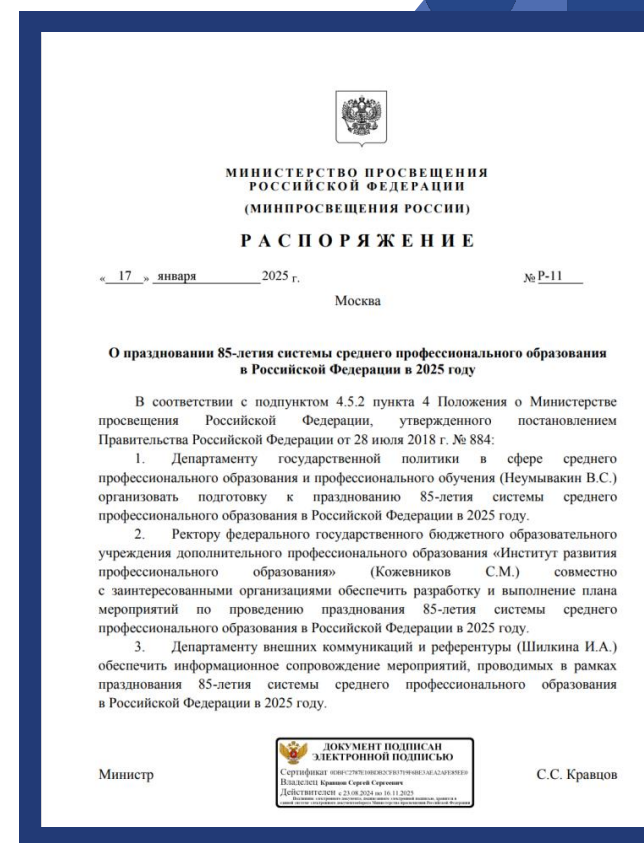 МИНИСТЕРСТВО ПРОСВЕЩЕНИЯ
РОССИЙСКОЙ ФЕДЕРАЦИИ
(МИНПРОСВЕЩЕНИЯ РОССИИ)
РАСПОРЯЖЕНИЕ
« 17 » января 2025 г. № Р-11
Москва
О праздновании 85-летия системы среднего профессионального образования
в Российской Федерации в 2025 году
В соответствии с подпунктом 4.5.2 пункта 4 Положения о Министерстве
просвещения Российской Федерации, утвержденного постановлением
Правительства Российской Федерации от 28 июля 2018 г. № 884:
1. Департаменту государственной политики в сфере среднего
профессионального образования и профессионального обучения (Неумывакин В.С.)
организовать подготовку к празднованию 85-летия системы среднего
профессионального образования в Российской Федерации в 2025 году.
2. Ректору федерального государственного бюджетного образовательного
учреждения дополнительного профессионального образования «Институт развития
профессионального образования» (Кожевников С.М.) совместно
с заинтересованными организациями обеспечить разработку и выполнение плана
мероприятий по проведению празднования 85-летия системы среднего
профессионального образования в Российской Федерации в 2025 году.
3. Департаменту внешних коммуникаций и референтуры (Шилкина И.А.)
обеспечить информационное сопровождение мероприятий, проводимых в рамках
празднования 85-летия системы среднего профессионального образования
в Российской Федерации в 2025 году.
ДОКУМЕНТ ПОДПИСАН
ЭЛЕКТРОННОЙ ПОДПИСЬЮ
Сертификат
Владелец Кравцов Сергей Сергеевич
Действителен с 23.08.2024 по 16.11.2025
Министр С.С. Кравцов